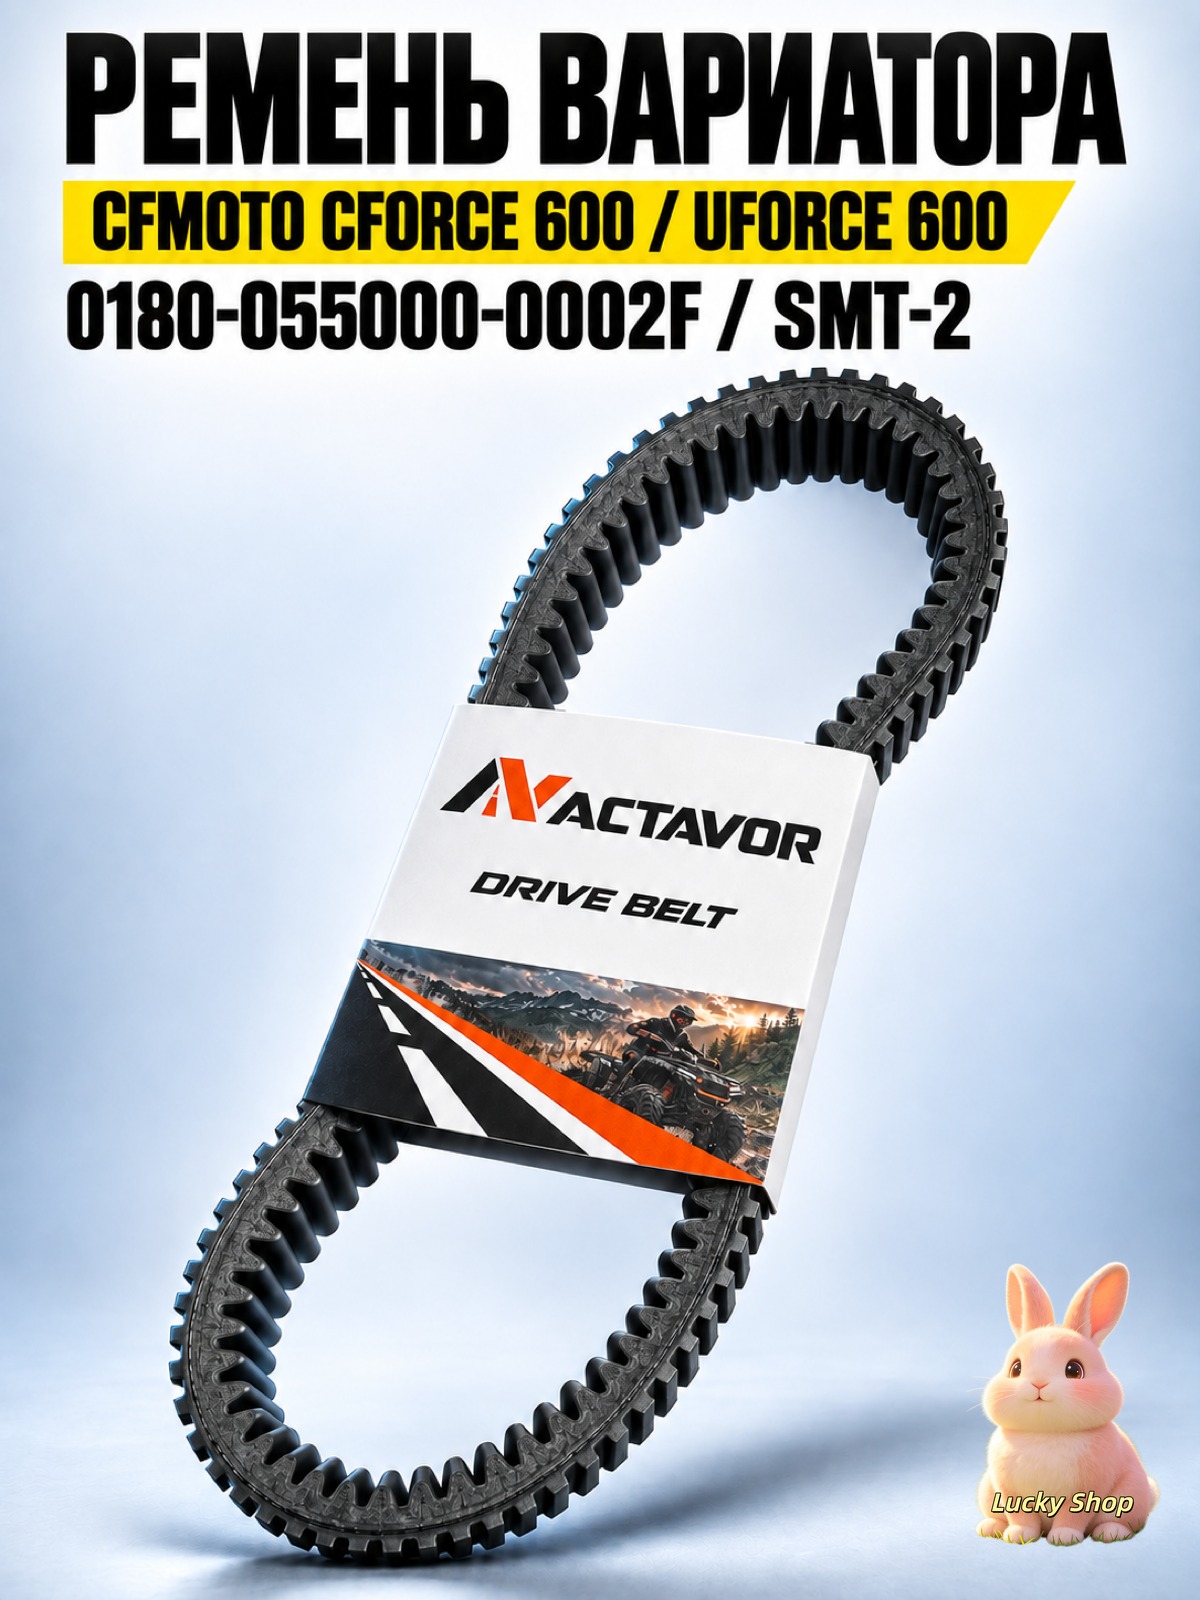 РЕМЕНЬ ВАРИАТОРА
CFMOTO CFORCE 600 / UFORCE 600
0180-055000-0002F / SMT-2
ACTAVOR
DRIVE BELT
Lucky Shop